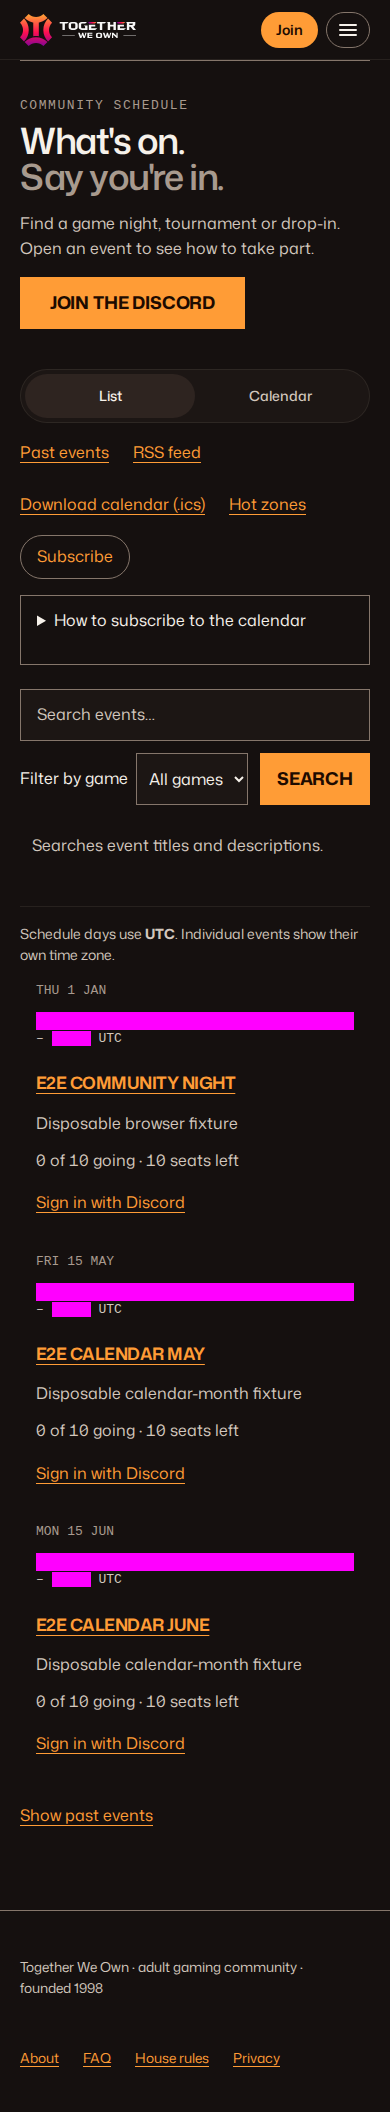 TOGETHER
WE OWN
Join
COMMUNITY SCHEDULE
What's on.
Say you're in.
Find a game night, tournament or drop-in.
Open an event to see how to take part.
JOIN THE DISCORD
List
Calendar
Past events
RSS feed
Download calendar (.ics)
Hot zones
Subscribe
How to subscribe to the calendar
Search events...
Filter by game
All games
SEARCH
Searches event titles and descriptions.
Schedule days use UTC. Individual events show their
own time zone.
THU 1 JAN
– UTC
E2E COMMUNITY NIGHT
Disposable browser fixture
0 of 10 going · 10 seats left
Sign in with Discord
FRI 15 MAY
– UTC
E2E CALENDAR MAY
Disposable calendar-month fixture
0 of 10 going · 10 seats left
Sign in with Discord
MON 15 JUN
– UTC
E2E CALENDAR JUNE
Disposable calendar-month fixture
0 of 10 going · 10 seats left
Sign in with Discord
Show past events
Together We Own · adult gaming community ·
founded 1998
About
FAQ
House rules
Privacy